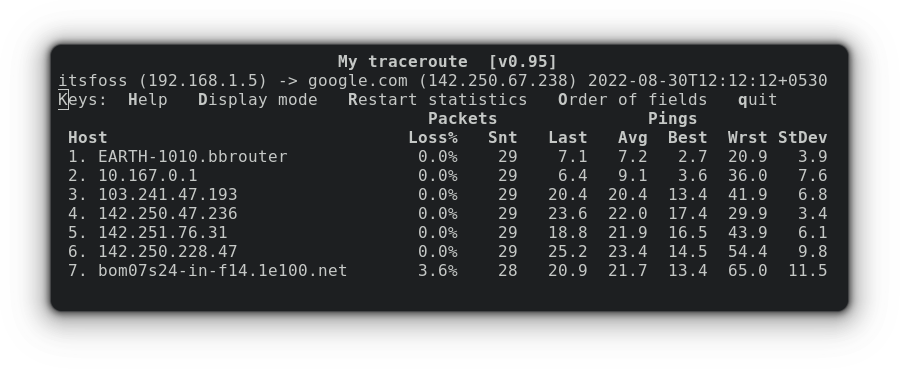 My traceroute  [v0.95]
itsfoss (192.168.1.5) -> google.com (142.250.67.238) 2022-08-30T12:12:12+0530
Keys:  Help   Display mode   Restart statistics   Order of fields   quit
                                     Packets               Pings
 Host                              Loss%   Snt   Last   Avg  Best  Wrst StDev
 1. EARTH-1010.bbrouter            0.0%    29    7.1   7.2   2.7  20.9   3.9
 2. 10.167.0.1                     0.0%    29    6.4   9.1   3.6  36.0   7.6
 3. 103.241.47.193                 0.0%    29   20.4  20.4  13.4  41.9   6.8
 4. 142.250.47.236                 0.0%    29   23.6  22.0  17.4  29.9   3.4
 5. 142.251.76.31                  0.0%    29   18.8  21.9  16.5  43.9   6.1
 6. 142.250.228.47                 0.0%    29   25.2  23.4  14.5  54.4   9.8
 7. bom07s24-in-f14.1e100.net      3.6%    28   20.9  21.7  13.4  65.0  11.5